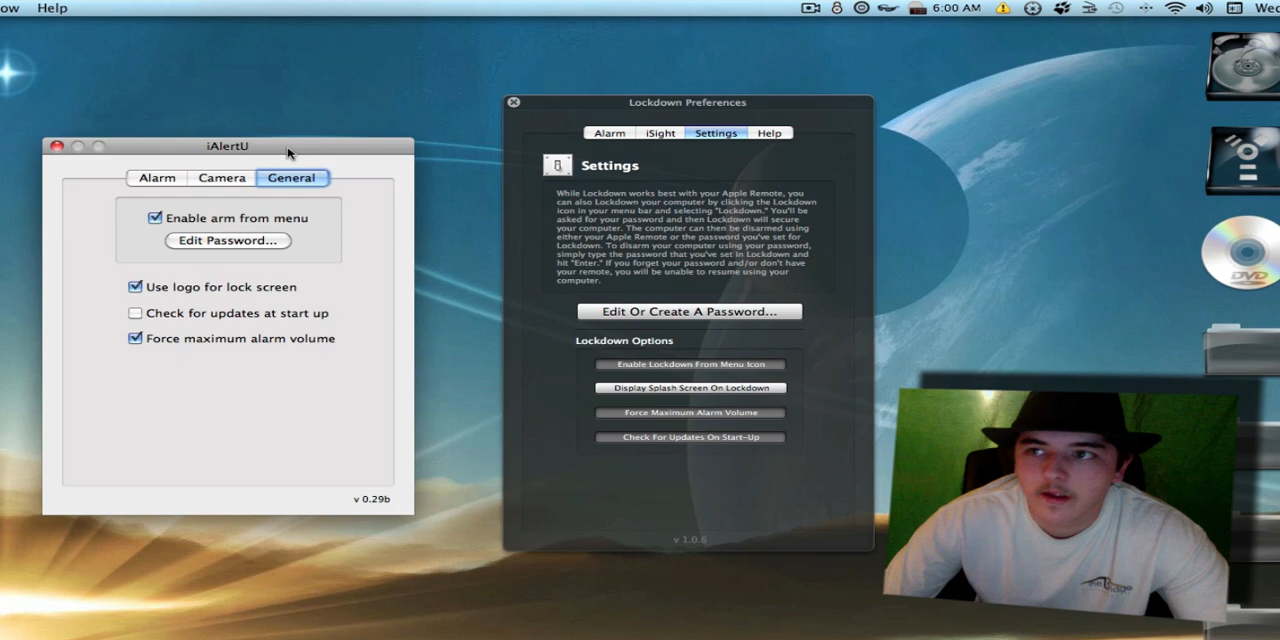 ow Help 6:00 AM Wed
iAlertU
Alarm Camera General
Enable arm from menu
Edit Password...
Use logo for lock screen
Check for updates at start up
Force maximum alarm volume
v 0.29b
Lockdown Preferences
Alarm iSight Settings Help
Settings
While Lockdown works best with your Apple Remote, you
can also Lockdown your computer by clicking the Lockdown
icon in your menu bar and selecting "Lockdown." You'll be
asked for your password and then Lockdown will secure
your computer. The computer can then be disarmed using
either your Apple Remote or the password you've set for
Lockdown. To disarm your computer using your password,
simply type the password that you've set in Lockdown and
hit "Enter." If you forget your password and/or don't have
your remote, you will be unable to resume using your
computer.
Edit Or Create A Password...
Lockdown Options
Enable Lockdown From Menu Icon
Display Splash Screen On Lockdown
Force Maximum Alarm Volume
Check For Updates On Start-Up
v 1.0.6
DVD